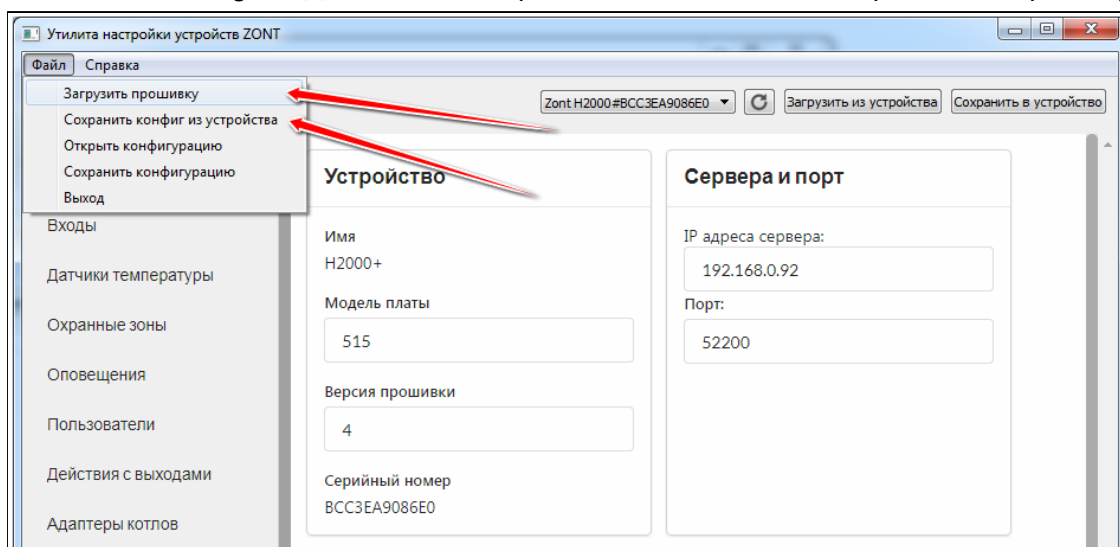 Утилита настройки устройств ZONT
Файл Справка
Загрузить прошивку
Сохранить конфиг из устройства
Открыть конфигурацию
Сохранить конфигурацию
Выход
Zont H2000#BCC3EA9086E0
Загрузить из устройства
Сохранить в устройство
Входы
Датчики температуры
Охранные зоны
Оповещения
Пользователи
Действия с выходами
Адаптеры котлов
Устройство
Имя
H2000+
Модель платы
515
Версия прошивки
4
Серийный номер
BCC3EA9086E0
Сервера и порт
IP адреса сервера:
192.168.0.92
Порт:
52200